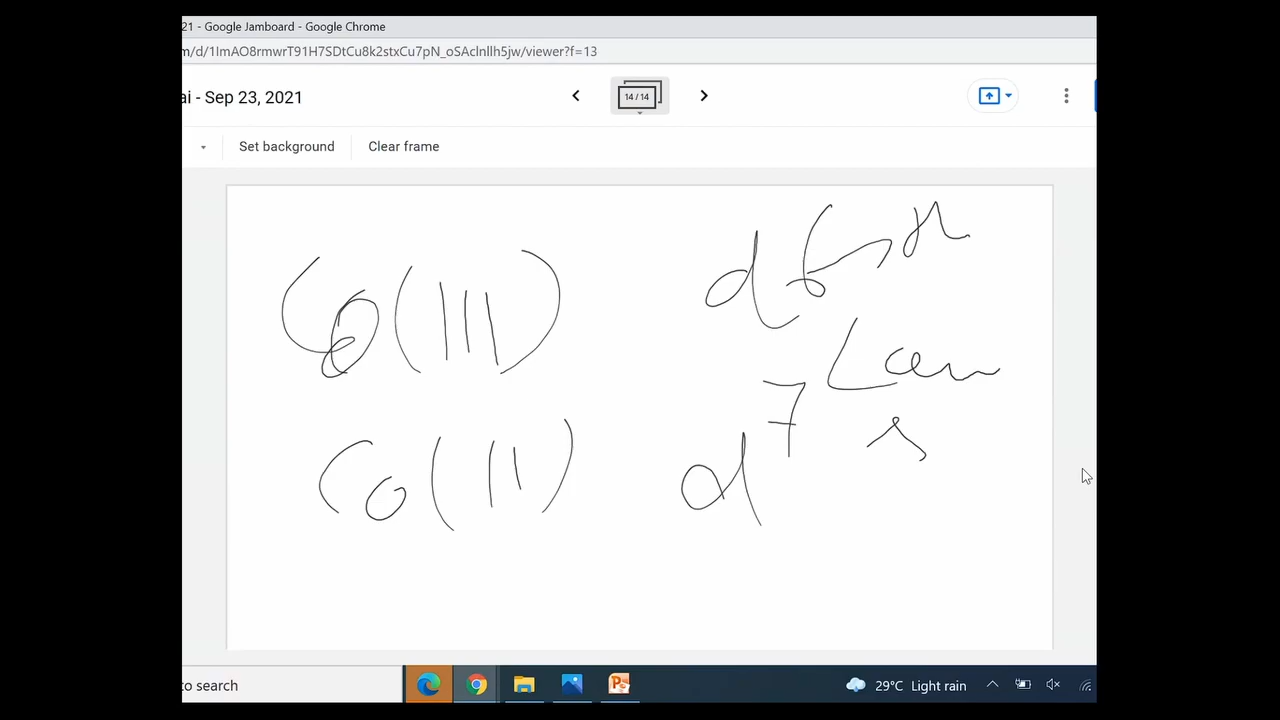 21 - Google Jamboard - Google Chrome
m/d/1ImAO8rmwrT91H7SDtCu8k2stxCu7pN_oSAclnllh5jw/viewer?f=13
ai - Sep 23, 2021
14 / 14
Set background Clear frame
Co(III) d6
Co(II) d7
to search
29°C Light rain